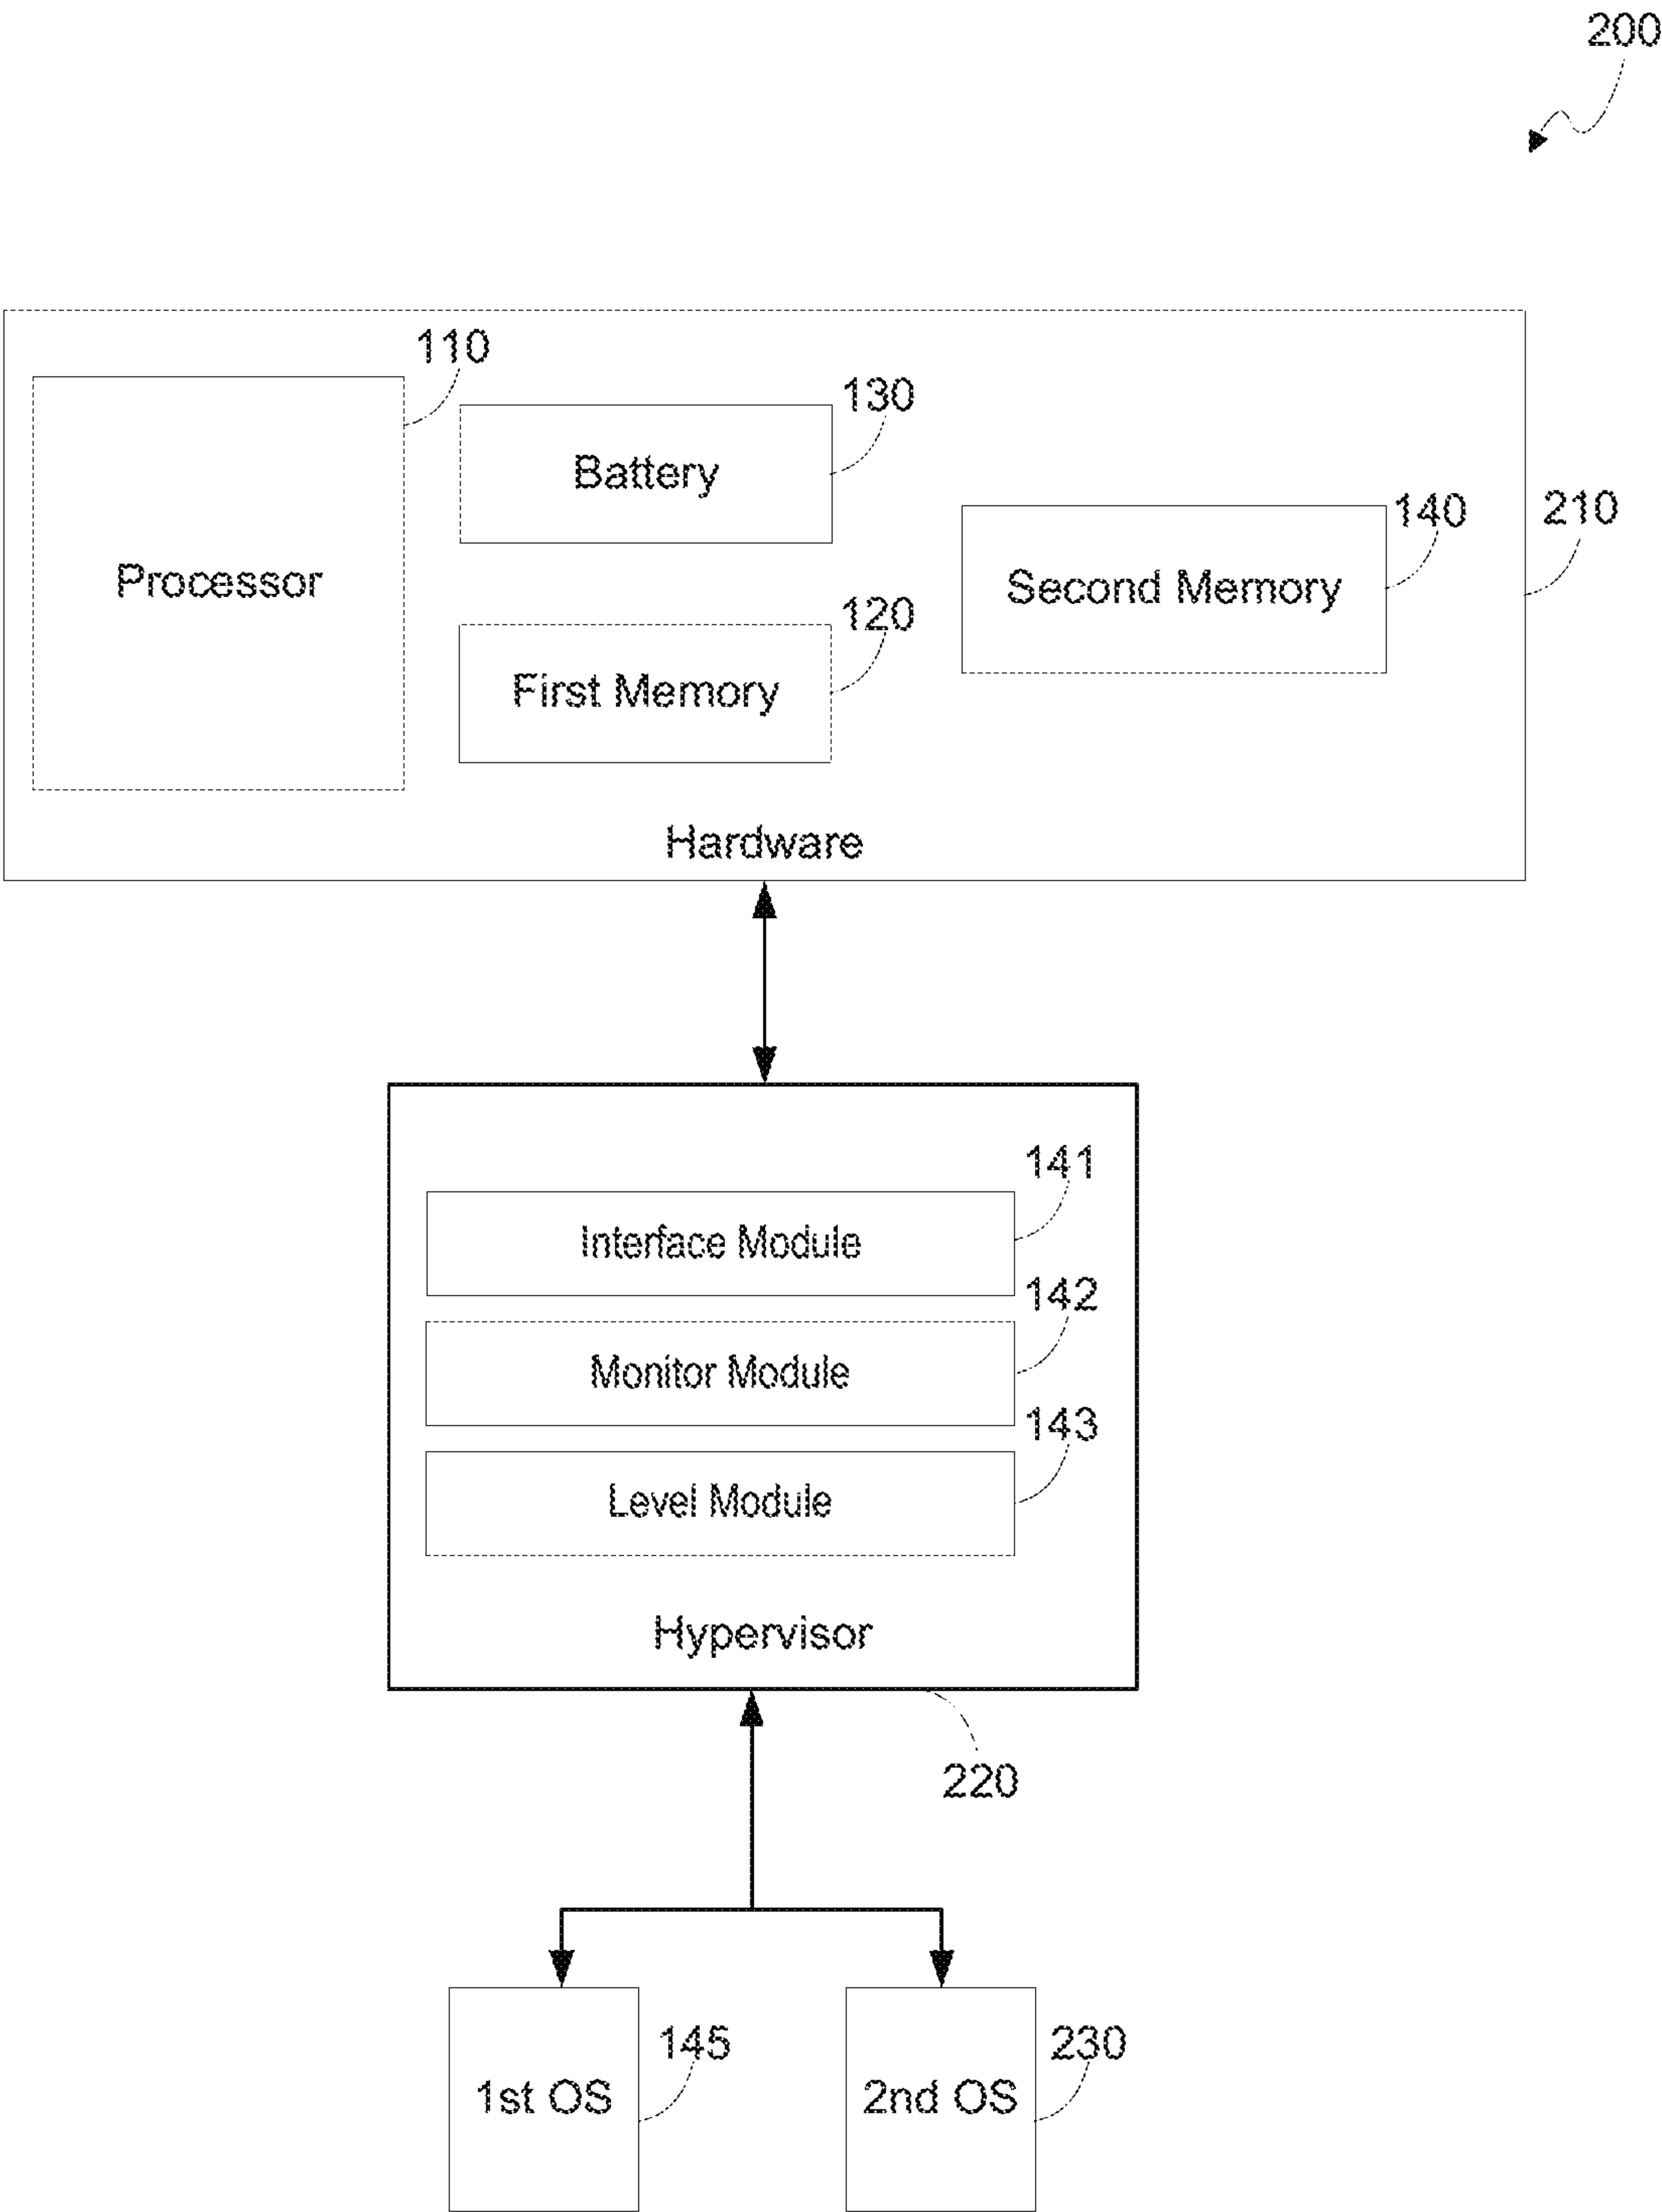 200
110
130
Battery
140
210
Processor
Second Memory
120
First Memory
Hardware
141
Interface Module
142
Monitor Module
143
Level Module
Hypervisor
220
145
230
1st OS
2nd OS